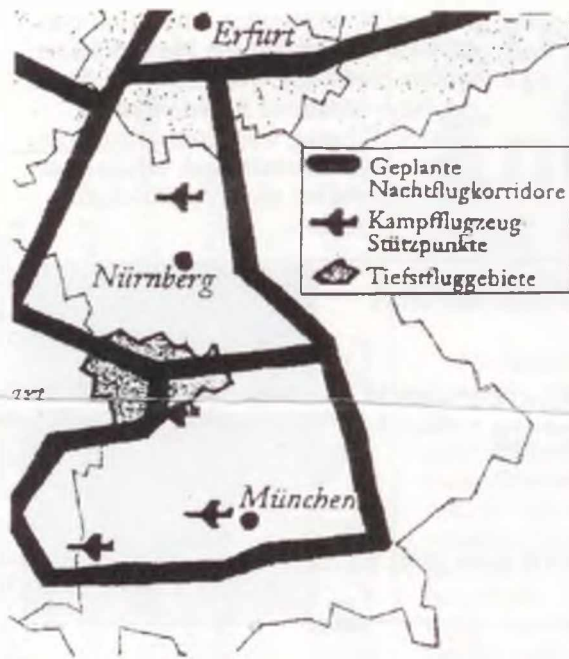 Erfurt
Geplante
Nachtflugkorridore
Kampfflugzeug
Stützpunkte
Nürnberg
Tiefstfluggebiete
München